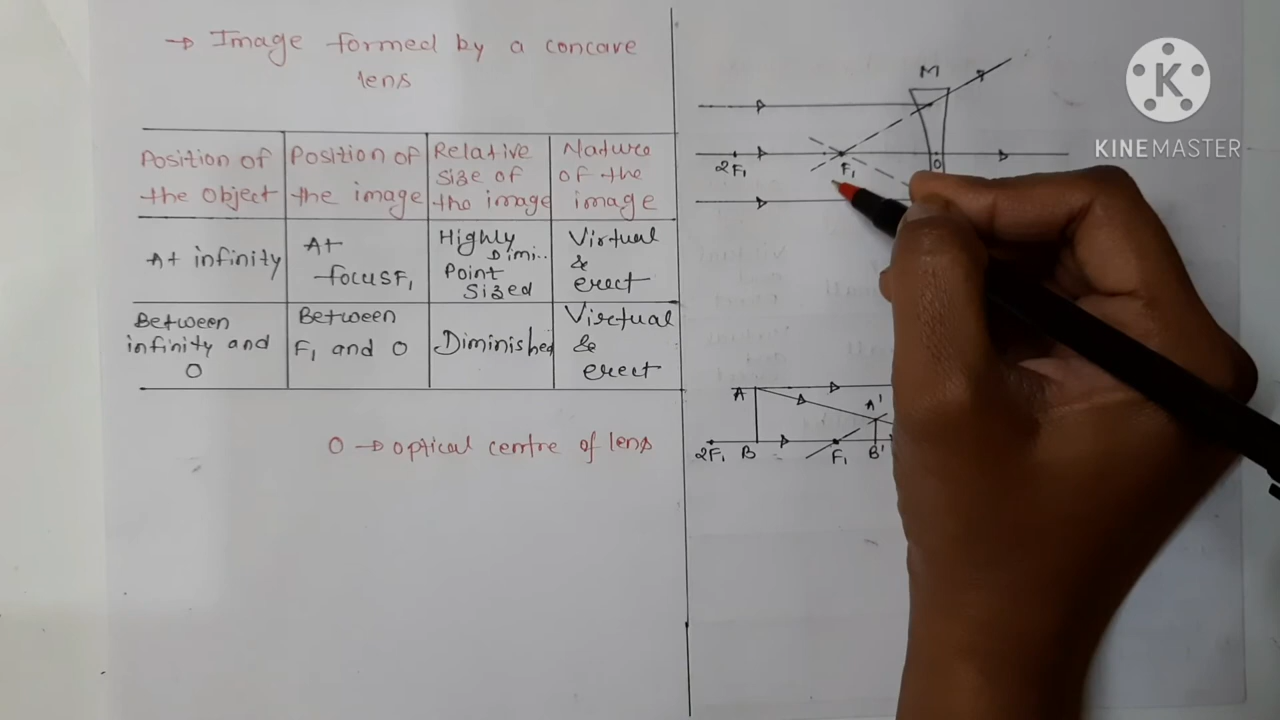 → Image formed by a concave
lens
Position of
the Object
Position of
the image
Relative
size of
the image
Nature
of the
image
At infinity
At
focus F₁
Highly
Dimi..
Point
Sized
Virtual
&
erect
Between
infinity and
O
Between
F₁ and O
Diminished
Virtual
&
erect
O → optical centre of lens
M
2F₁
F₁
O
A
A'
2F₁
B
F₁
B'
K
KINEMASTER